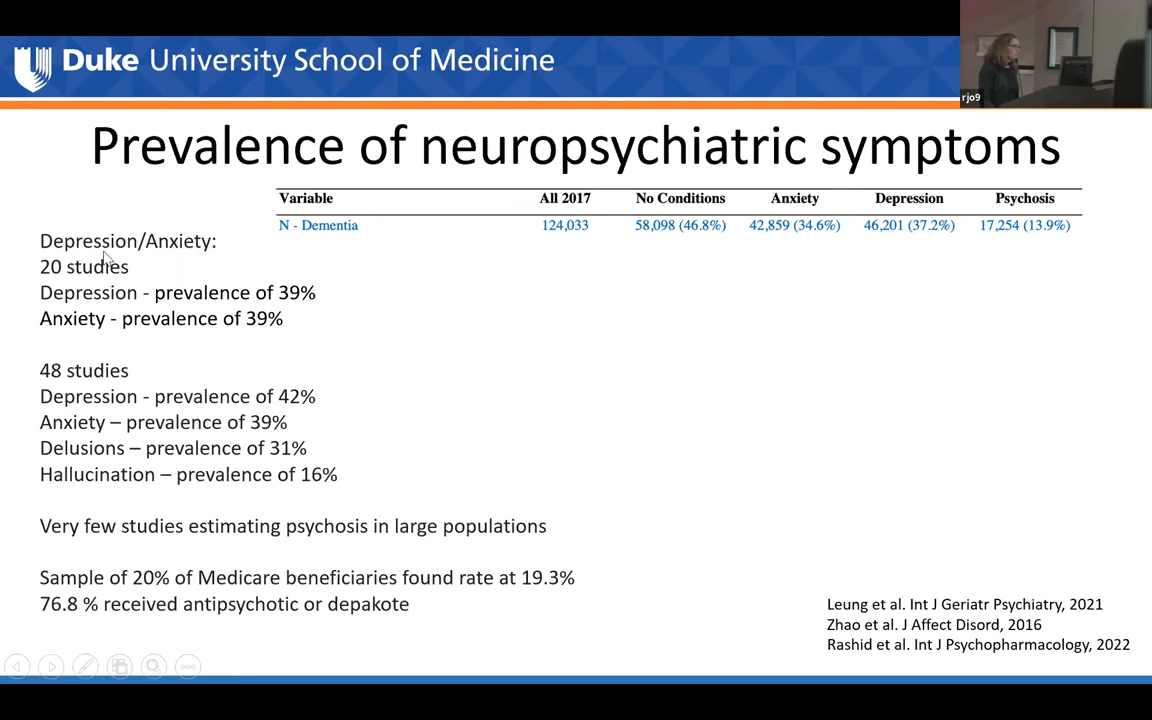 Duke University School of Medicine
rjo9
Prevalence of neuropsychiatric symptoms
Variable All 2017 No Conditions Anxiety Depression Psychosis
N - Dementia 124,033 58,098 (46.8%) 42,859 (34.6%) 46,201 (37.2%) 17,254 (13.9%)
Depression/Anxiety:
20 studies
Depression - prevalence of 39%
Anxiety - prevalence of 39%
48 studies
Depression - prevalence of 42%
Anxiety – prevalence of 39%
Delusions – prevalence of 31%
Hallucination – prevalence of 16%
Very few studies estimating psychosis in large populations
Sample of 20% of Medicare beneficiaries found rate at 19.3%
76.8 % received antipsychotic or depakote
Leung et al. Int J Geriatr Psychiatry, 2021
Zhao et al. J Affect Disord, 2016
Rashid et al. Int J Psychopharmacology, 2022